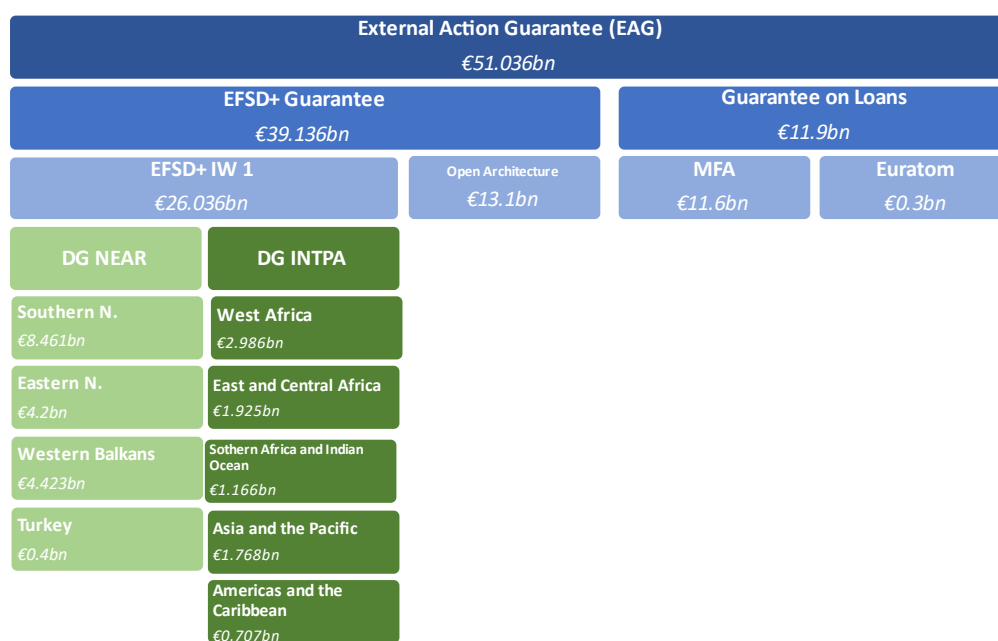 External Action Guarantee (EAG)
€51.036bn
EFSD+ Guarantee
€39.136bn
Guarantee on Loans
€11.9bn
EFSD+ IW 1
€26.036bn
Open Architecture
€13.1bn
MFA
€11.6bn
Euratom
€0.3bn
DG NEAR
DG INTPA
Southern N.
€8.461bn
West Africa
€2.986bn
Eastern N.
€4.2bn
East and Central Africa
€1.925bn
Western Balkans
€4.423bn
Sothern Africa and Indian
Ocean
€1.166bn
Turkey
€0.4bn
Asia and the Pacific
€1.768bn
Americas and the
Caribbean
€0.707bn